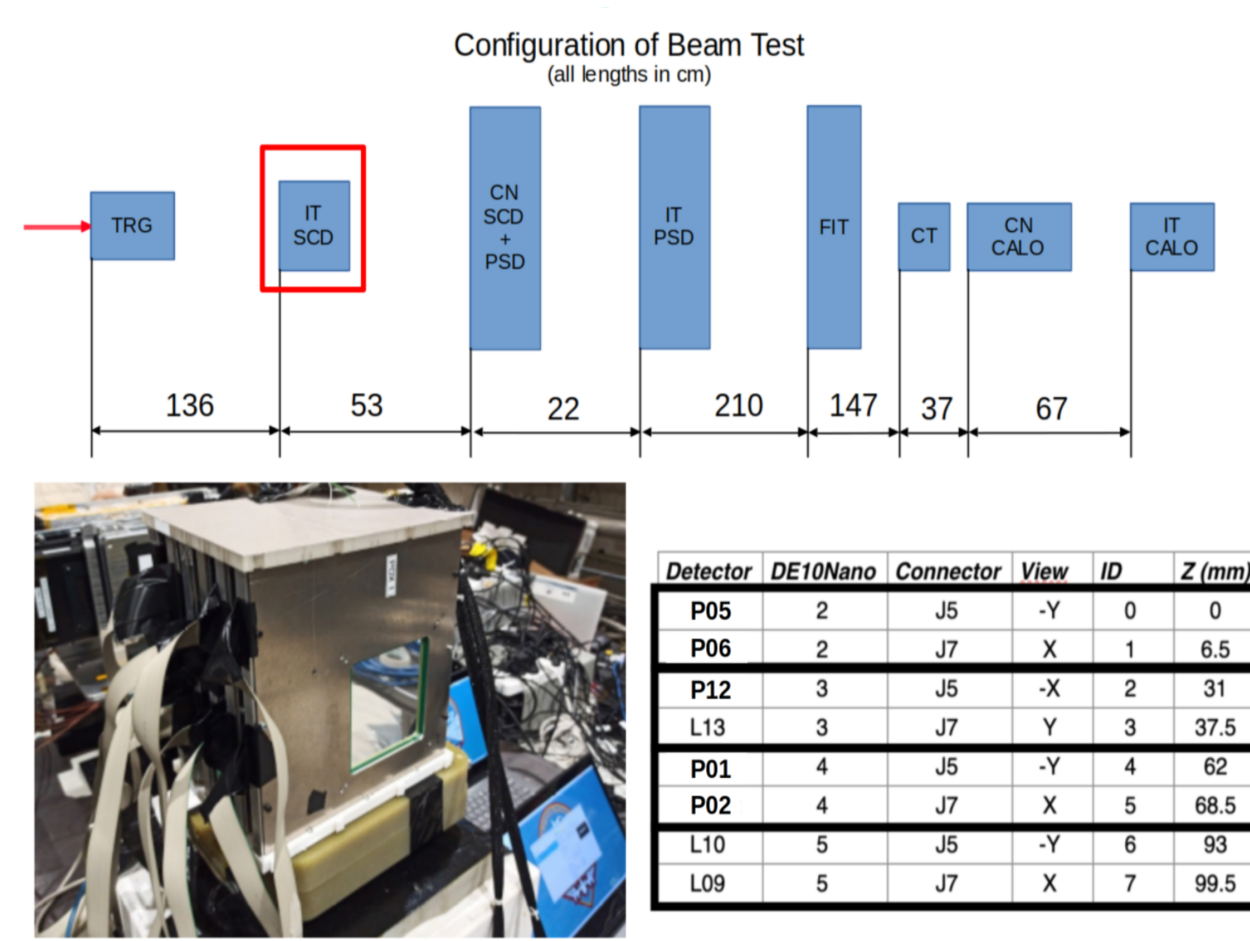 Configuration of Beam Test
(all lengths in cm)
TRG
IT
SCD
CN
SCD
+
PSD
IT
PSD
FIT
CT
CN
CALO
IT
CALO
136
53
22
210
147
37
67
Detector DE10Nano Connector View ID Z (mm)
P05 2 J5 -Y 0 0
P06 2 J7 X 1 6.5
P12 3 J5 -X 2 31
L13 3 J7 Y 3 37.5
P01 4 J5 -Y 4 62
P02 4 J7 X 5 68.5
L10 5 J5 -Y 6 93
L09 5 J7 X 7 99.5